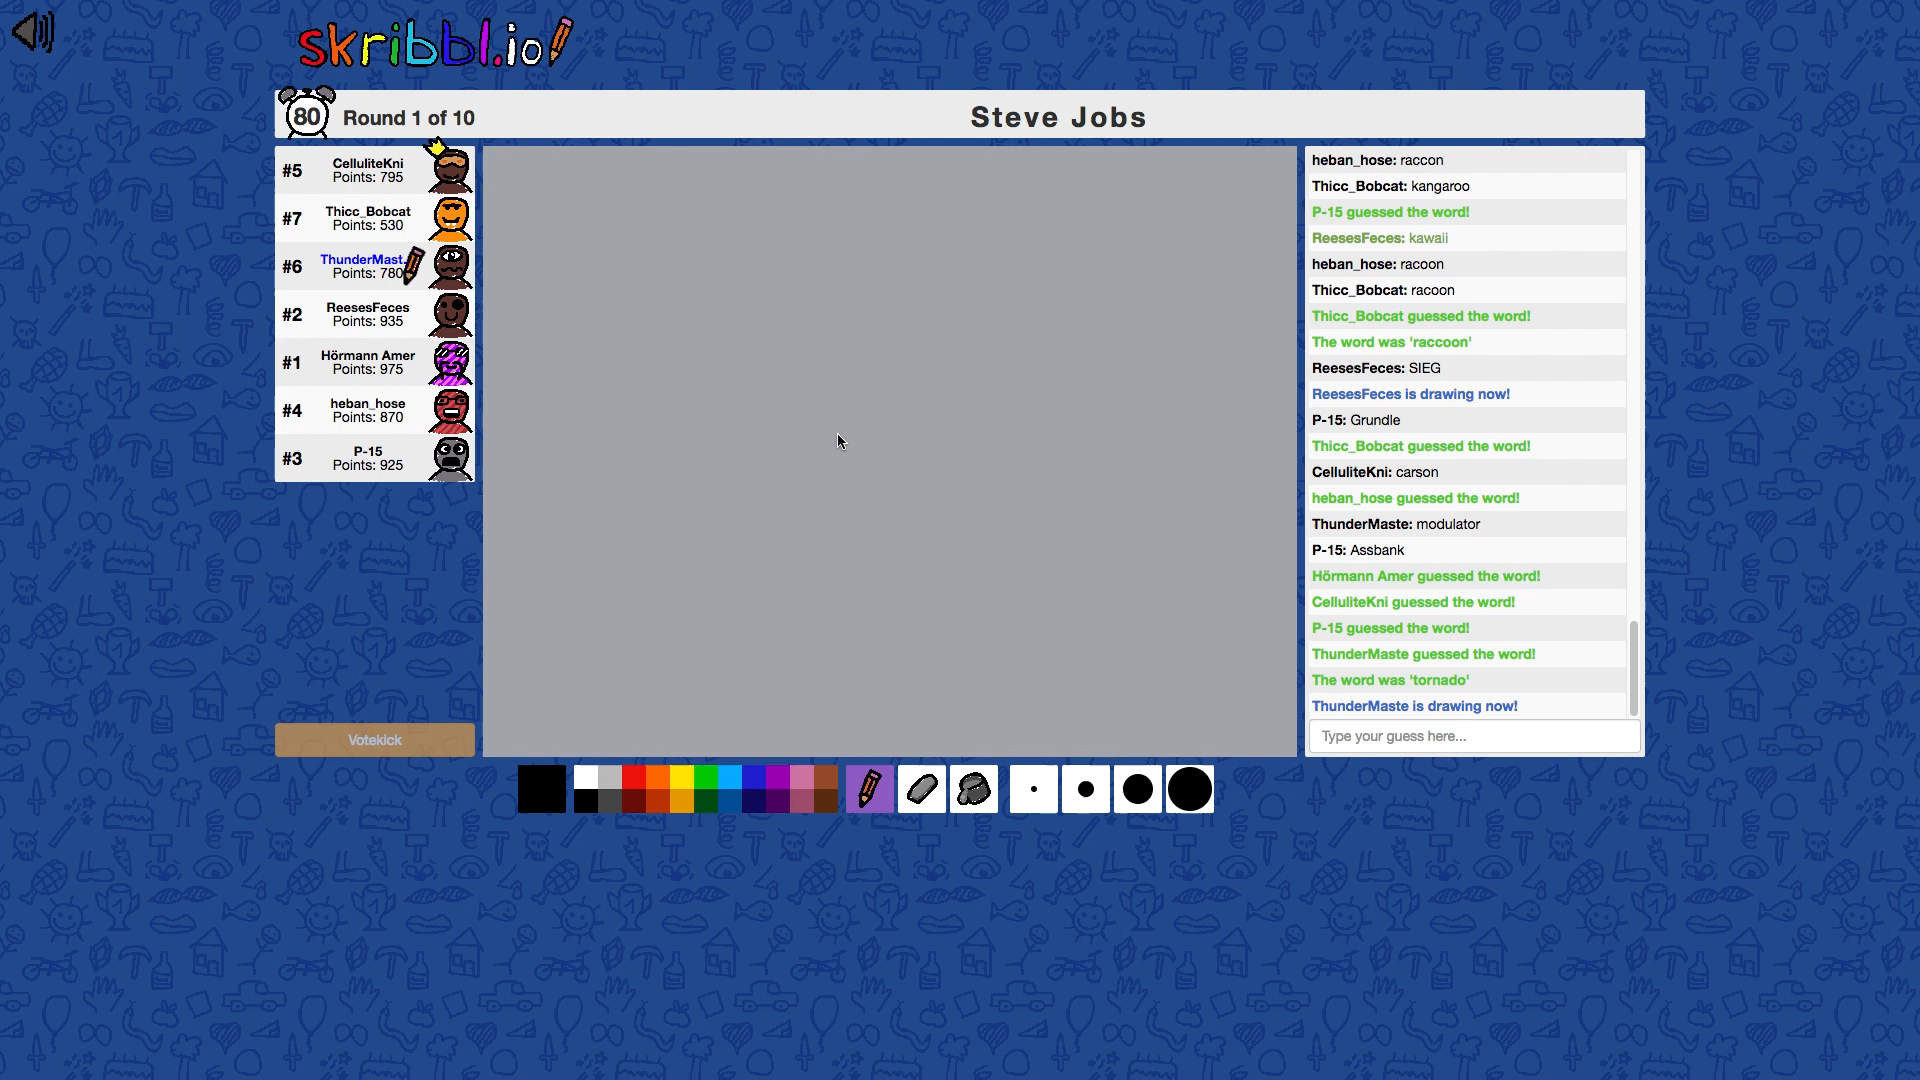 skribbl.io
80
Round 1 of 10
Steve Jobs
#5
CelluliteKni
Points: 795
#7
Thicc_Bobcat
Points: 530
#6
ThunderMast.
Points: 780
#2
ReesesFeces
Points: 935
#1
Hörmann Amer
Points: 975
#4
heban_hose
Points: 870
#3
P-15
Points: 925
Votekick
heban_hose: raccon
Thicc_Bobcat: kangaroo
P-15 guessed the word!
ReesesFeces: kawaii
heban_hose: racoon
Thicc_Bobcat: racoon
Thicc_Bobcat guessed the word!
The word was 'raccoon'
ReesesFeces: SIEG
ReesesFeces is drawing now!
P-15: Grundle
Thicc_Bobcat guessed the word!
CelluliteKni: carson
heban_hose guessed the word!
ThunderMaste: modulator
P-15: Assbank
Hörmann Amer guessed the word!
CelluliteKni guessed the word!
P-15 guessed the word!
ThunderMaste guessed the word!
The word was 'tornado'
ThunderMaste is drawing now!
Type your guess here...